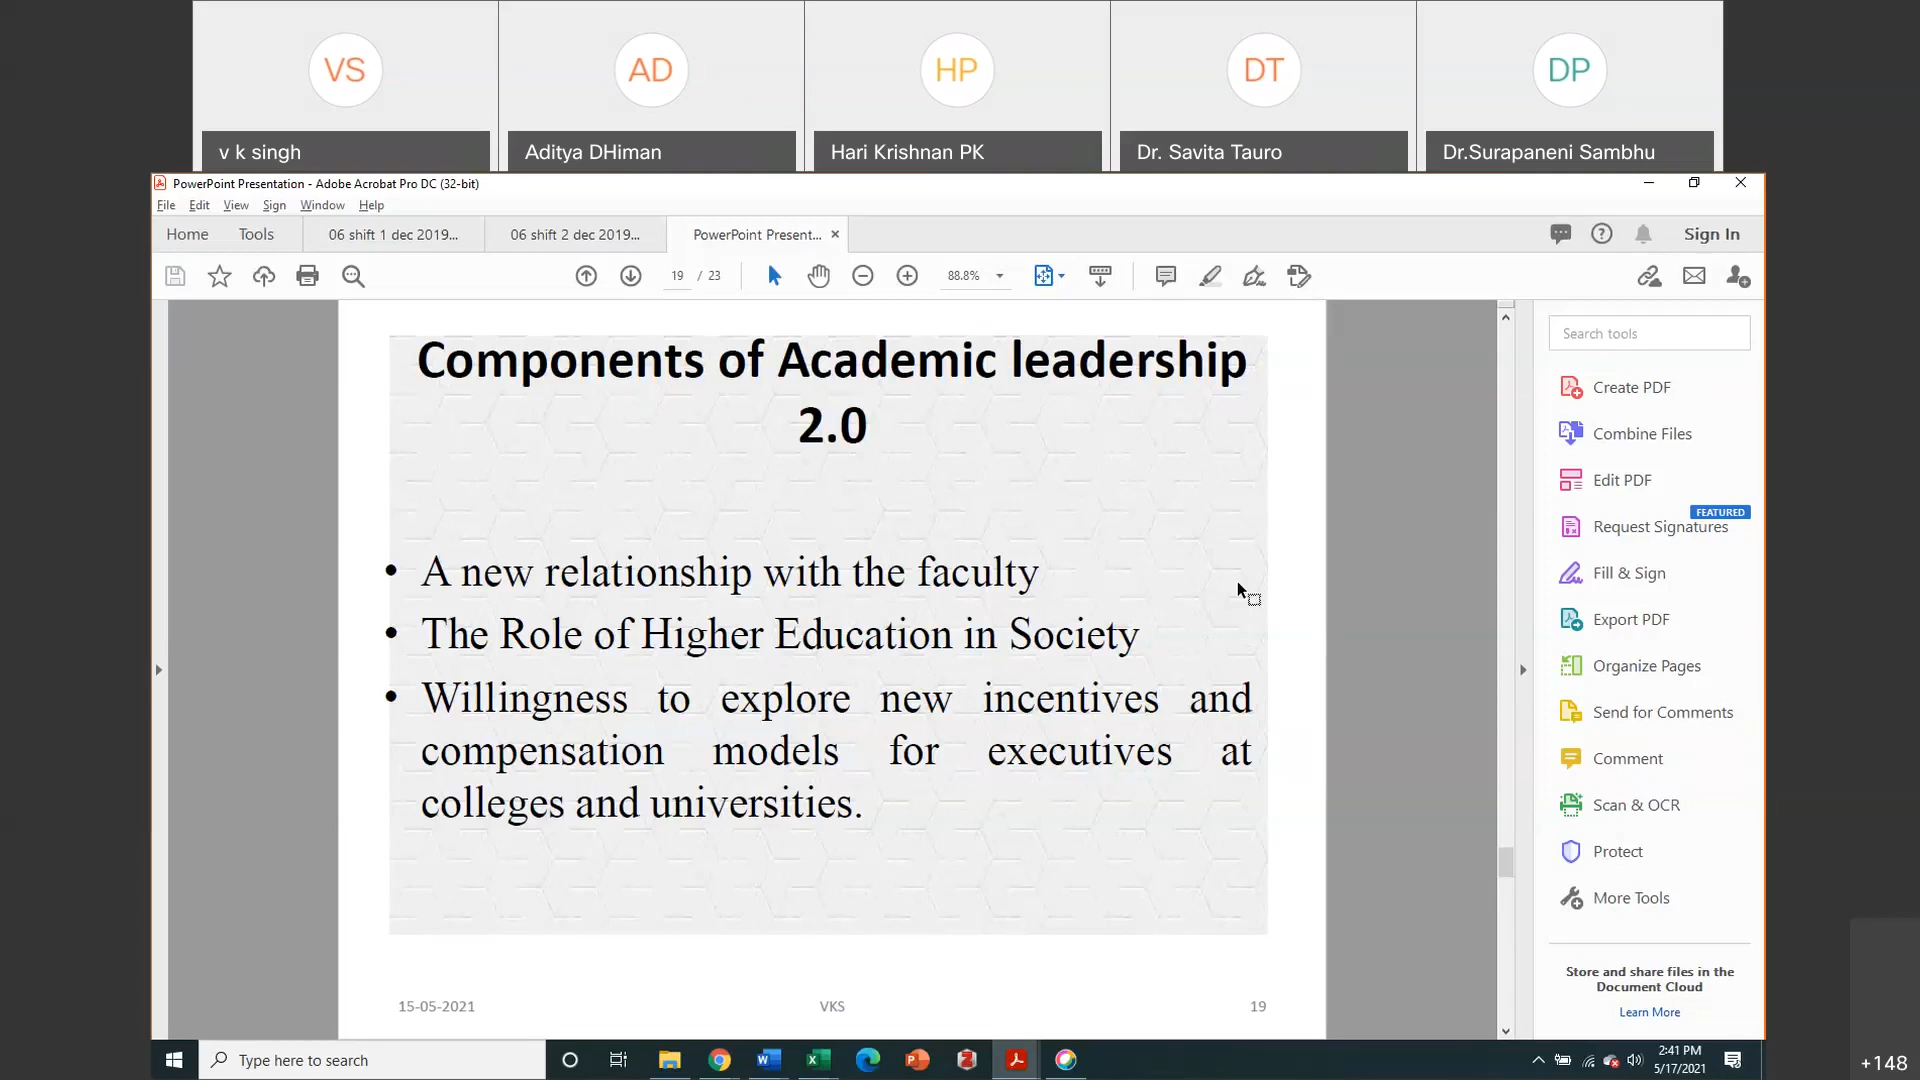 VS
AD
HP
DT
DP
v k singh
Aditya DHiman
Hari Krishnan PK
Dr. Savita Tauro
Dr.Surapaneni Sambhu
PowerPoint Presentation - Adobe Acrobat Pro DC (32-bit)
File Edit View Sign Window Help
Home Tools 06 shift 1 dec 2019... 06 shift 2 dec 2019... PowerPoint Present... × Sign In
19 / 23 88.8%
Components of Academic leadership
2.0
• A new relationship with the faculty
• The Role of Higher Education in Society
• Willingness to explore new incentives and
compensation models for executives at
colleges and universities.
15-05-2021 VKS 19
Search tools
Create PDF
Combine Files
Edit PDF
FEATURED
Request Signatures
Fill & Sign
Export PDF
Organize Pages
Send for Comments
Comment
Scan & OCR
Protect
More Tools
Store and share files in the
Document Cloud
Learn More
Type here to search
2:41 PM
5/17/2021
+148